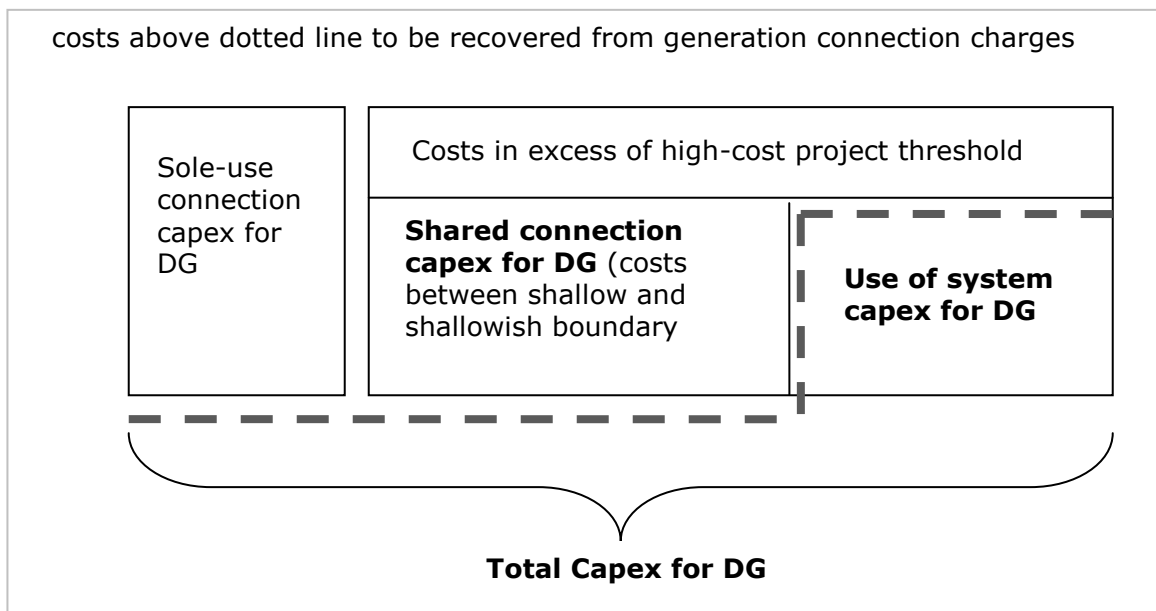 costs above dotted line to be recovered from generation connection charges
Sole-use
connection
capex for
DG
Costs in excess of high-cost project threshold
Shared connection
capex for DG (costs
between shallow and
shallowish boundary
Use of system
capex for DG
Total Capex for DG